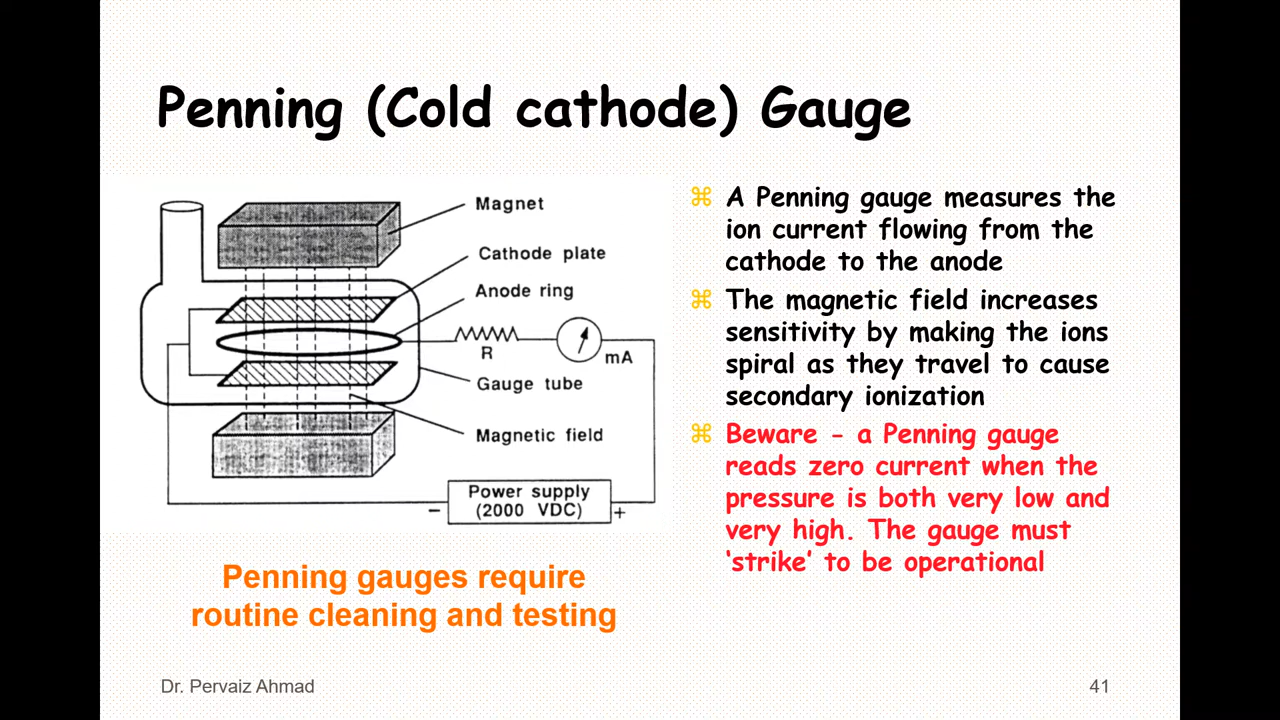 Penning (Cold cathode) Gauge
Magnet
Cathode plate
Anode ring
R
mA
Gauge tube
Magnetic field
Power supply
(2000 VDC)
− +
Penning gauges require
routine cleaning and testing
⌘ A Penning gauge measures the
ion current flowing from the
cathode to the anode
⌘ The magnetic field increases
sensitivity by making the ions
spiral as they travel to cause
secondary ionization
⌘ Beware - a Penning gauge
reads zero current when the
pressure is both very low and
very high. The gauge must
‘strike’ to be operational
Dr. Pervaiz Ahmad
41